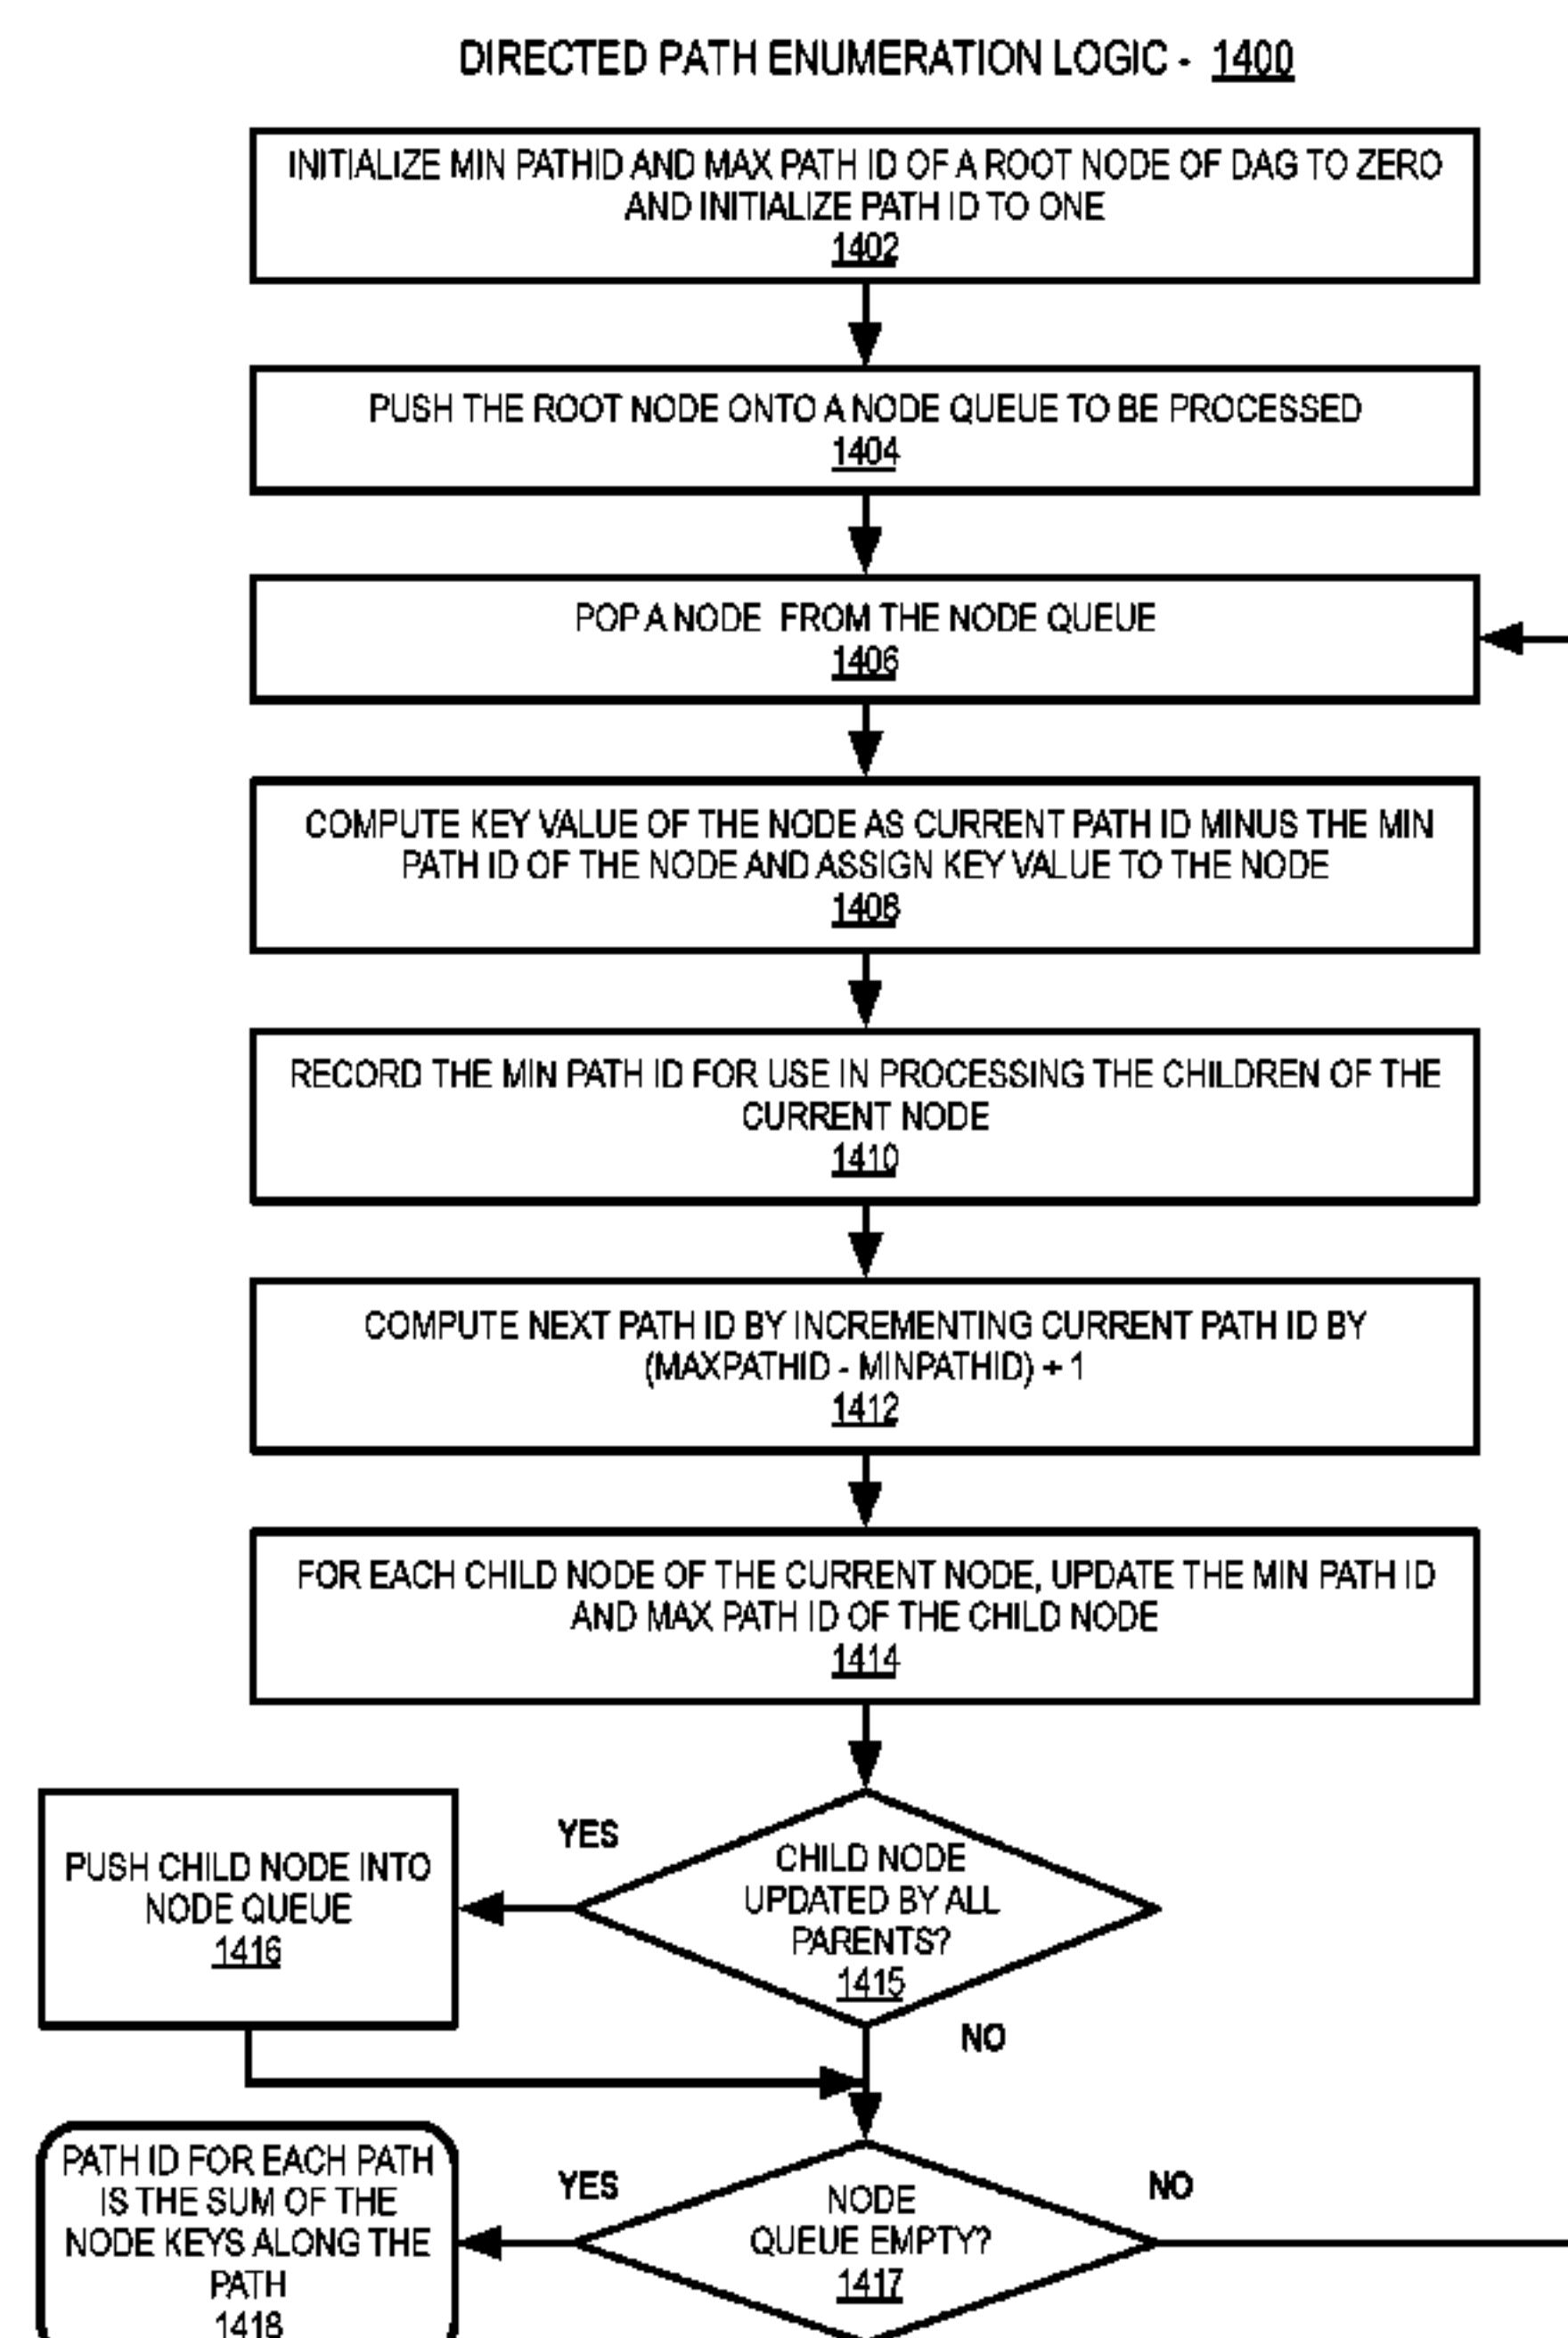 DIRECTED PATH ENUMERATION LOGIC - 1400
INITIALIZE MIN PATHID AND MAX PATH ID OF A ROOT NODE OF DAG TO ZERO
AND INITIALIZE PATH ID TO ONE
1402
PUSH THE ROOT NODE ONTO A NODE QUEUE TO BE PROCESSED
1404
POP A NODE FROM THE NODE QUEUE
1406
COMPUTE KEY VALUE OF THE NODE AS CURRENT PATH ID MINUS THE MIN
PATH ID OF THE NODE AND ASSIGN KEY VALUE TO THE NODE
1408
RECORD THE MIN PATH ID FOR USE IN PROCESSING THE CHILDREN OF THE
CURRENT NODE
1410
COMPUTE NEXT PATH ID BY INCREMENTING CURRENT PATH ID BY
(MAXPATHID - MINPATHID) + 1
1412
FOR EACH CHILD NODE OF THE CURRENT NODE, UPDATE THE MIN PATH ID
AND MAX PATH ID OF THE CHILD NODE
1414
YES
CHILD NODE
UPDATED BY ALL
PARENTS?
1415
PUSH CHILD NODE INTO
NODE QUEUE
1416
NO
PATH ID FOR EACH PATH
IS THE SUM OF THE
NODE KEYS ALONG THE
PATH
1418
YES
NODE
QUEUE EMPTY?
1417
NO